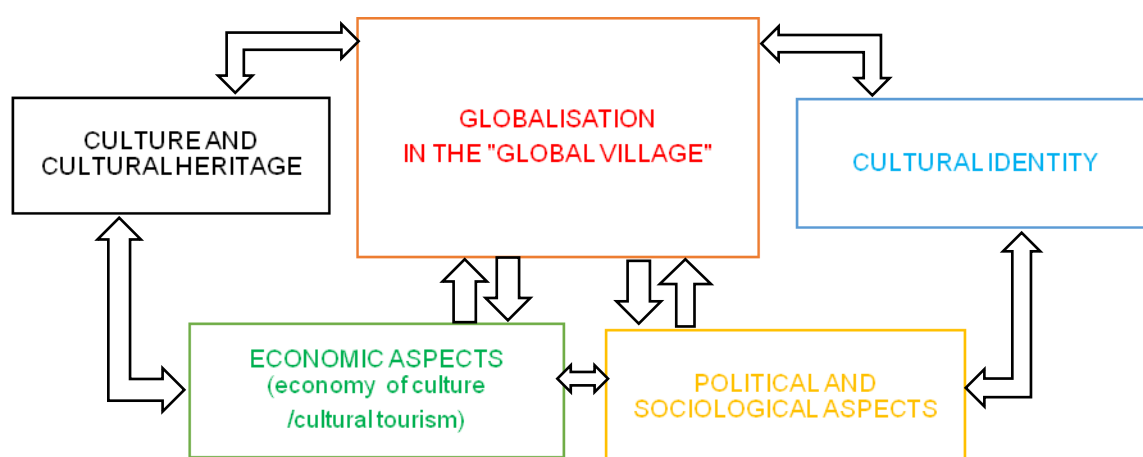 GLOBALISATION
IN THE "GLOBAL VILLAGE"
CULTURE AND
CULTURAL HERITAGE
CULTURAL IDENTITY
ECONOMIC ASPECTS
(economy of culture
/cultural tourism)
POLITICAL AND
SOCIOLOGICAL ASPECTS